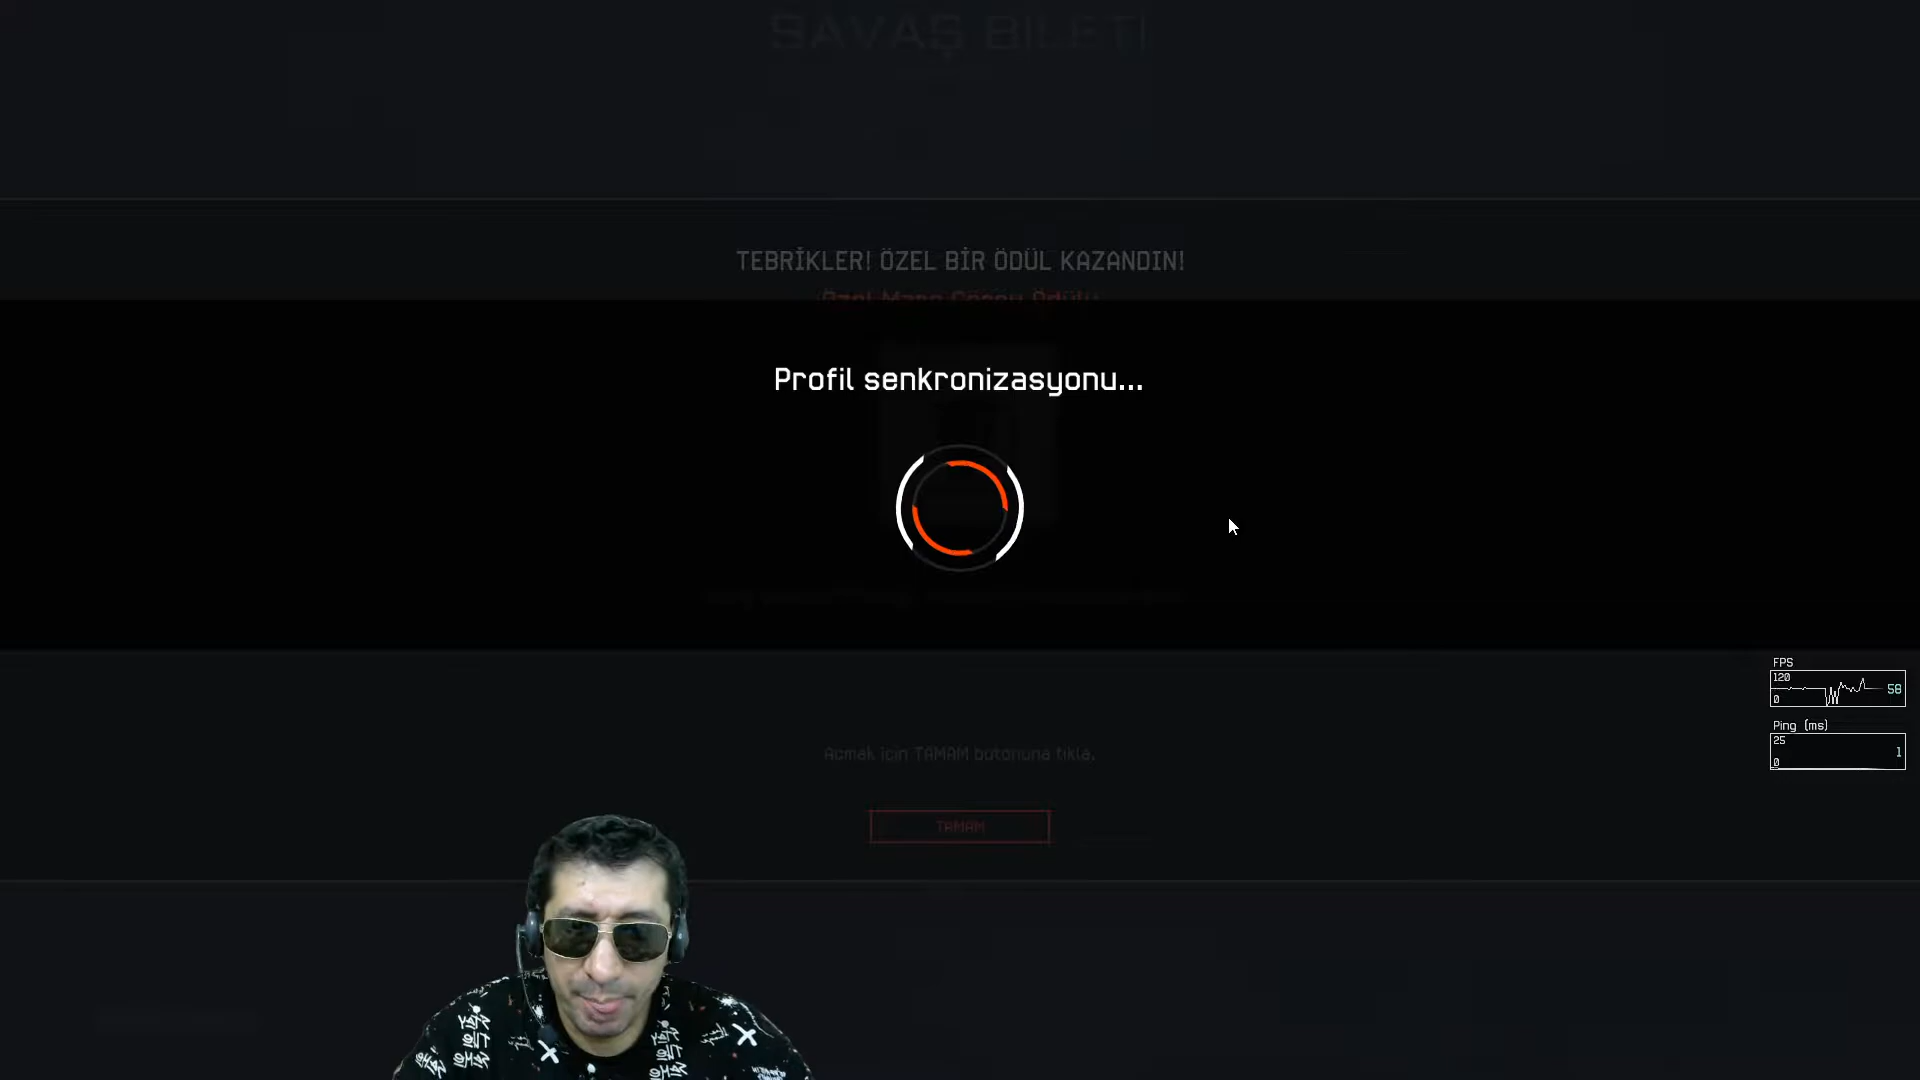 SAVAŞ BİLETİ
TEBRİKLER! ÖZEL BİR ÖDÜL KAZANDIN!
Profil senkronizasyonu...
FPS
120
58
0
Ping (ms)
25
1
0
Açmak için TAMAM butonuna tıkla.
TAMAM